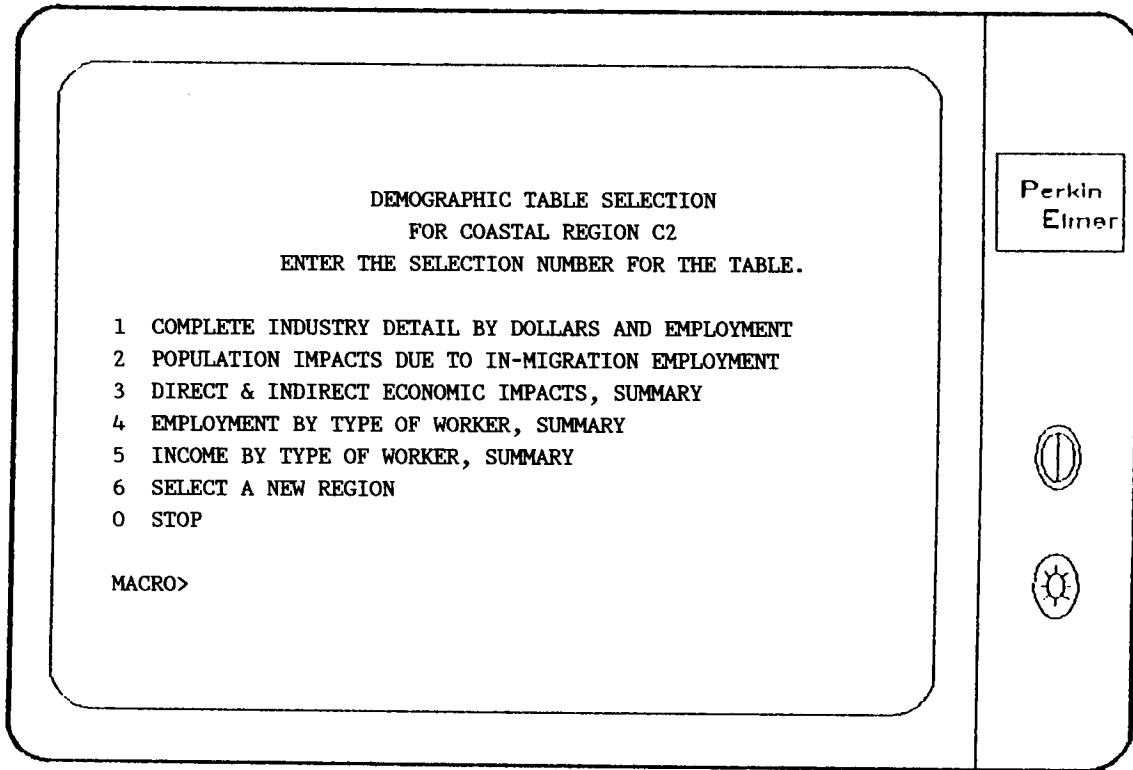 DEMOGRAPHIC TABLE SELECTION
FOR COASTAL REGION C2
ENTER THE SELECTION NUMBER FOR THE TABLE.
1 COMPLETE INDUSTRY DETAIL BY DOLLARS AND EMPLOYMENT
2 POPULATION IMPACTS DUE TO IN-MIGRATION EMPLOYMENT
3 DIRECT & INDIRECT ECONOMIC IMPACTS, SUMMARY
4 EMPLOYMENT BY TYPE OF WORKER, SUMMARY
5 INCOME BY TYPE OF WORKER, SUMMARY
6 SELECT A NEW REGION
0 STOP
MACRO>
Perkin
Elmer